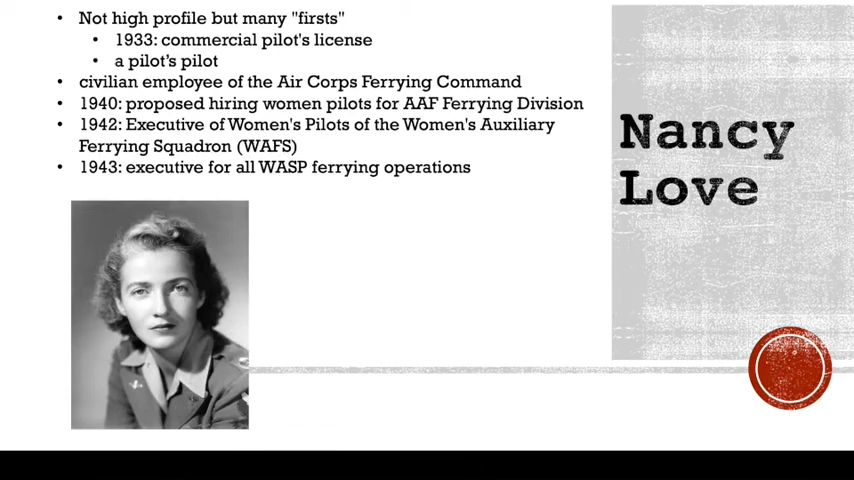 Not high profile but many "firsts"
1933: commercial pilot's license
a pilot's pilot
civilian employee of the Air Corps Ferrying Command
1940: proposed hiring women pilots for AAF Ferrying Division
1942: Executive of Women's Pilots of the Women's Auxiliary
Ferrying Squadron (WAFS)
1943: executive for all WASP ferrying operations
Nancy
Love